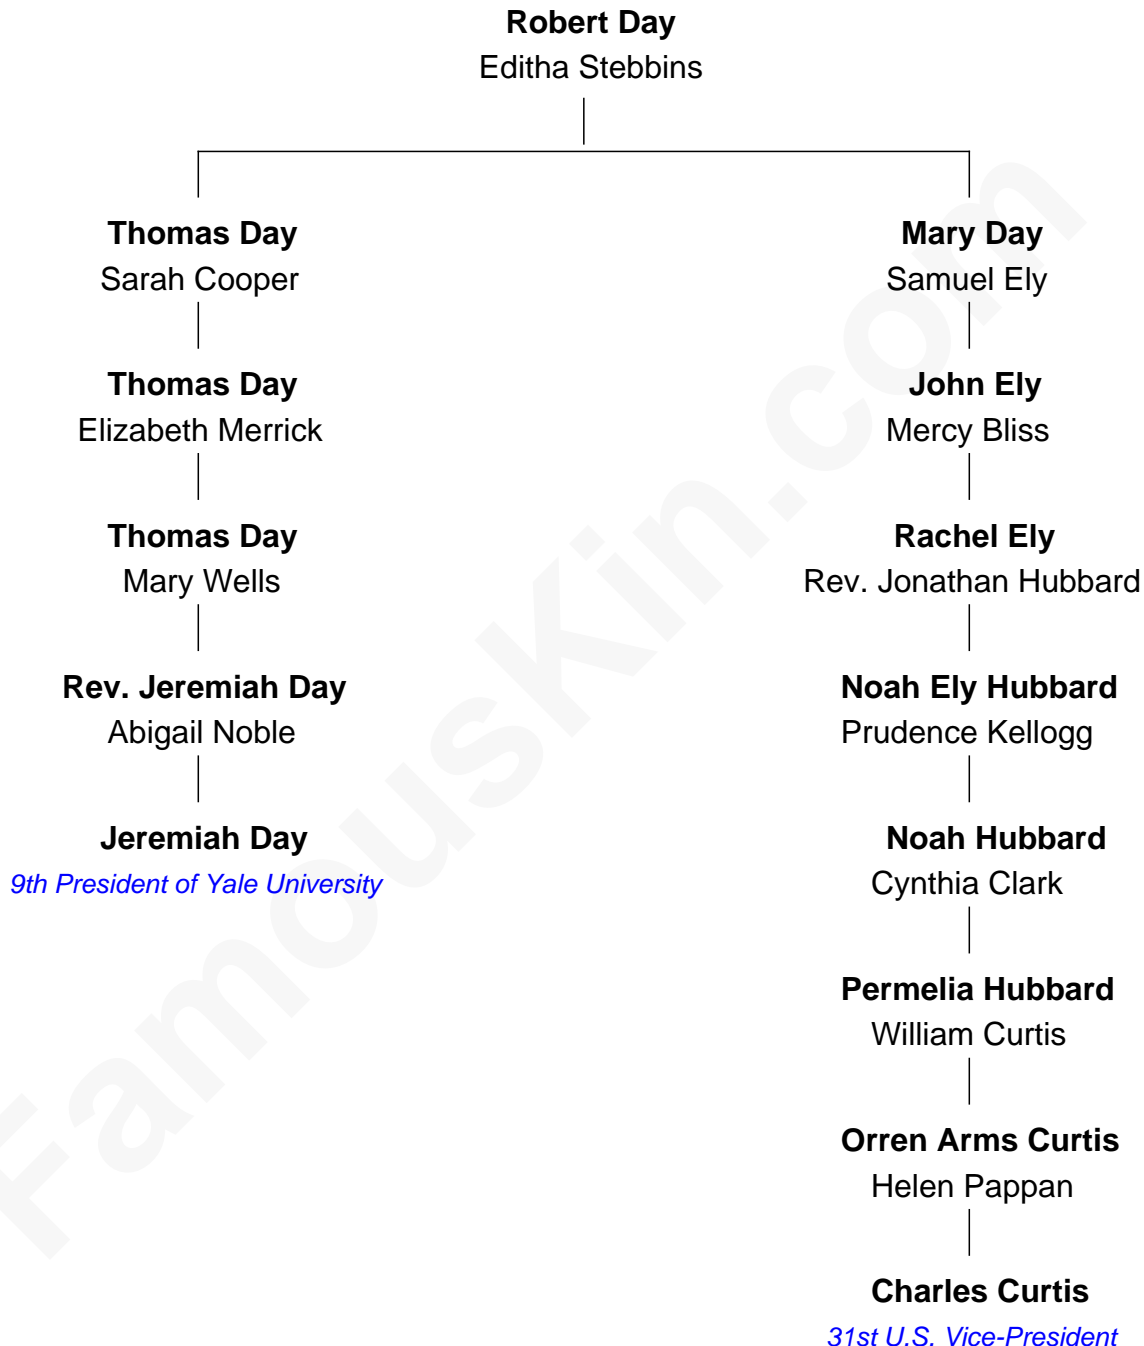 Robert Day
Editha Stebbins
Thomas Day
Sarah Cooper
Thomas Day
Elizabeth Merrick
Thomas Day
Mary Wells
Rev. Jeremiah Day
Abigail Noble
Jeremiah Day
9th President of Yale University
Mary Day
Samuel Ely
John Ely
Mercy Bliss
Rachel Ely
Rev. Jonathan Hubbard
Noah Ely Hubbard
Prudence Kellogg
Noah Hubbard
Cynthia Clark
Permelia Hubbard
William Curtis
Orren Arms Curtis
Helen Pappan
Charles Curtis
31st U.S. Vice-President
FamousKin.com